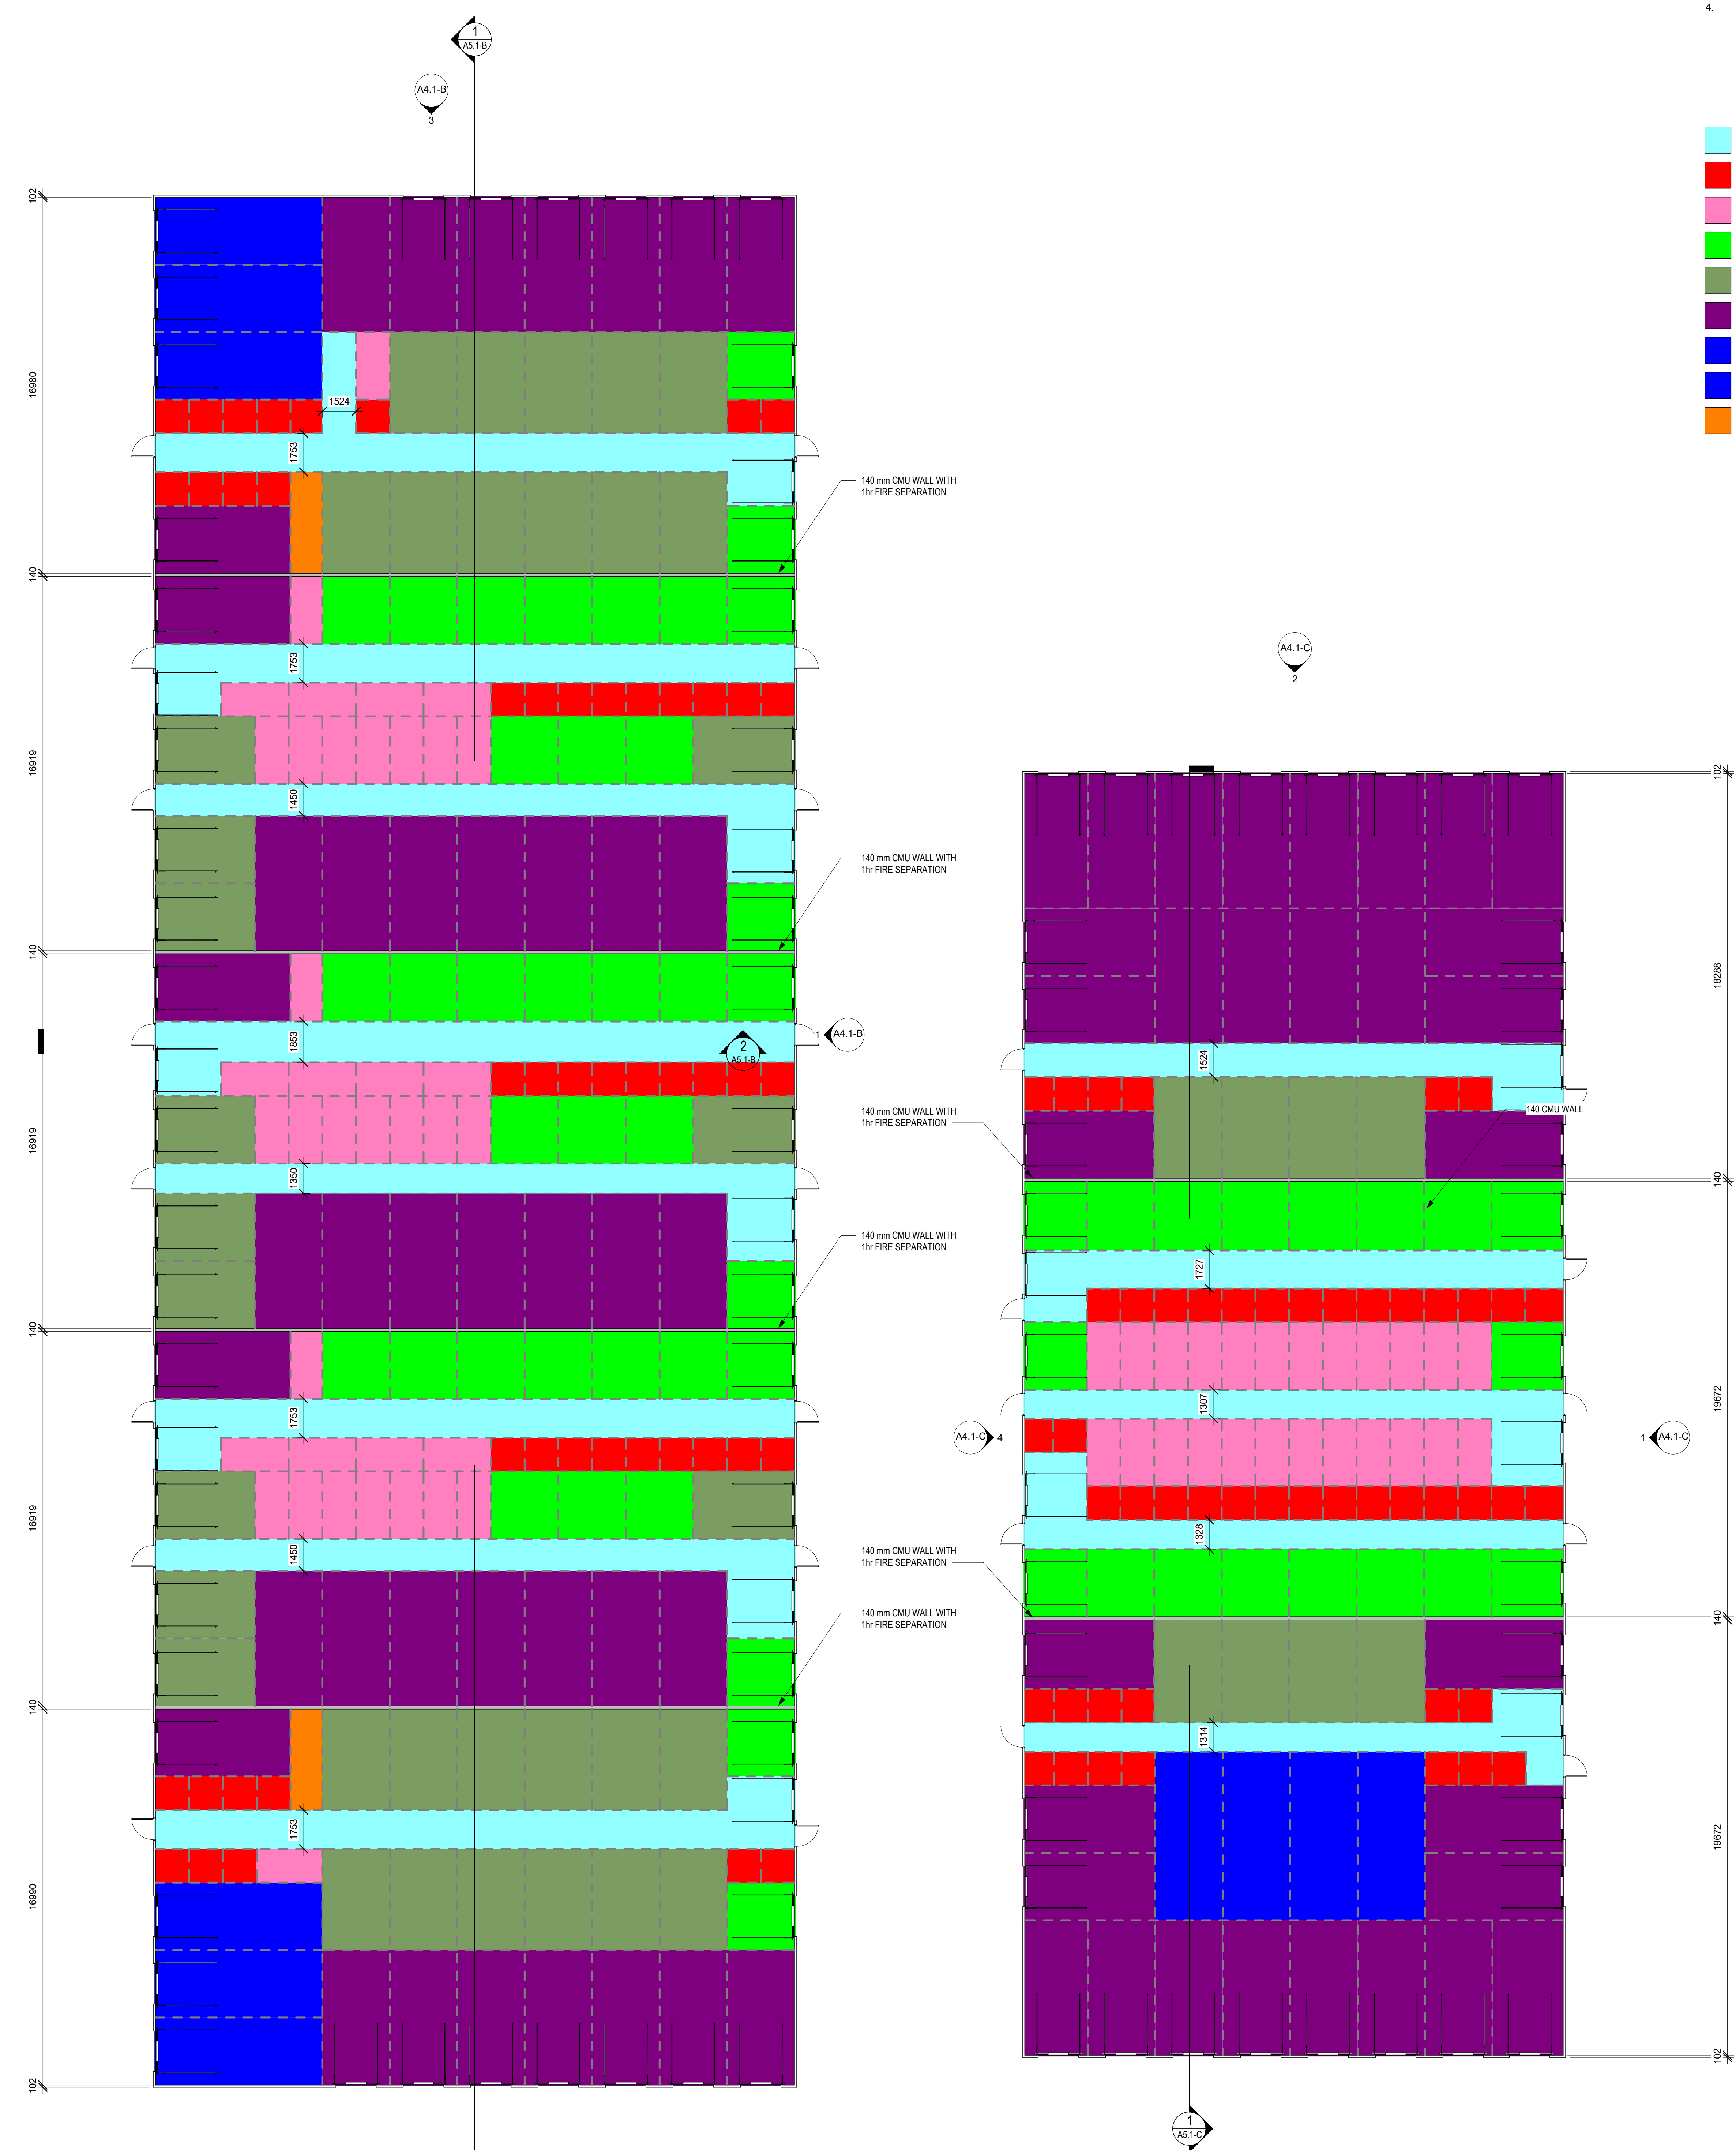 4.
1
A5.1-B
A4.1-B
3
102
16980
1524
1753
140 mm CMU WALL WITH
1hr FIRE SEPARATION
140
1753
16919
1450
140 mm CMU WALL WITH
1hr FIRE SEPARATION
140
1853
1
A4.1-B
2
A5.1-B
16919
1350
140 mm CMU WALL WITH
1hr FIRE SEPARATION
140
1753
16919
1450
140 mm CMU WALL WITH
1hr FIRE SEPARATION
140
1753
16990
102
A4.1-C
2
102
18288
1524
140 mm CMU WALL WITH
1hr FIRE SEPARATION
140 CMU WALL
140
1727
19672
1307
A4.1-C
4
1
A4.1-C
1328
140 mm CMU WALL WITH
1hr FIRE SEPARATION
140
1314
19672
102
1
A5.1-C